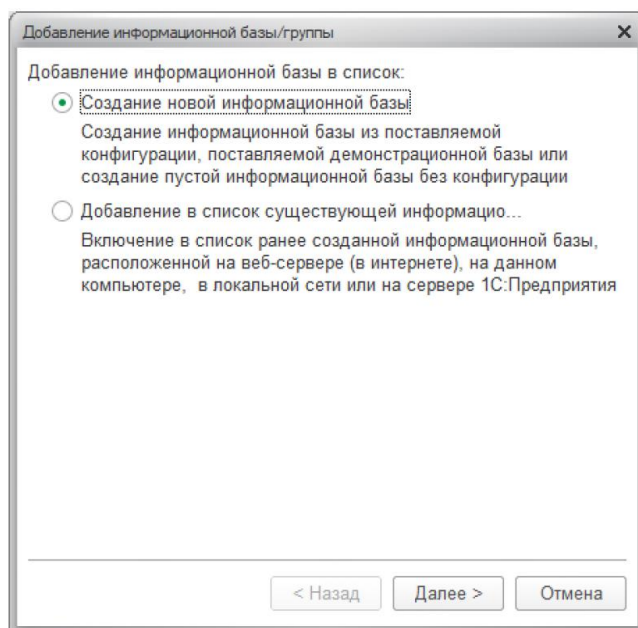 Добавление информационной базы/группы
Добавление информационной базы в список:
Создание новой информационной базы
Создание информационной базы из поставляемой
конфигурации, поставляемой демонстрационной базы или
создание пустой информационной базы без конфигурации
Добавление в список существующей информацио...
Включение в список ранее созданной информационной базы,
расположенной на веб-сервере (в интернете), на данном
компьютере, в локальной сети или на сервере 1С:Предприятия
< Назад Далее > Отмена